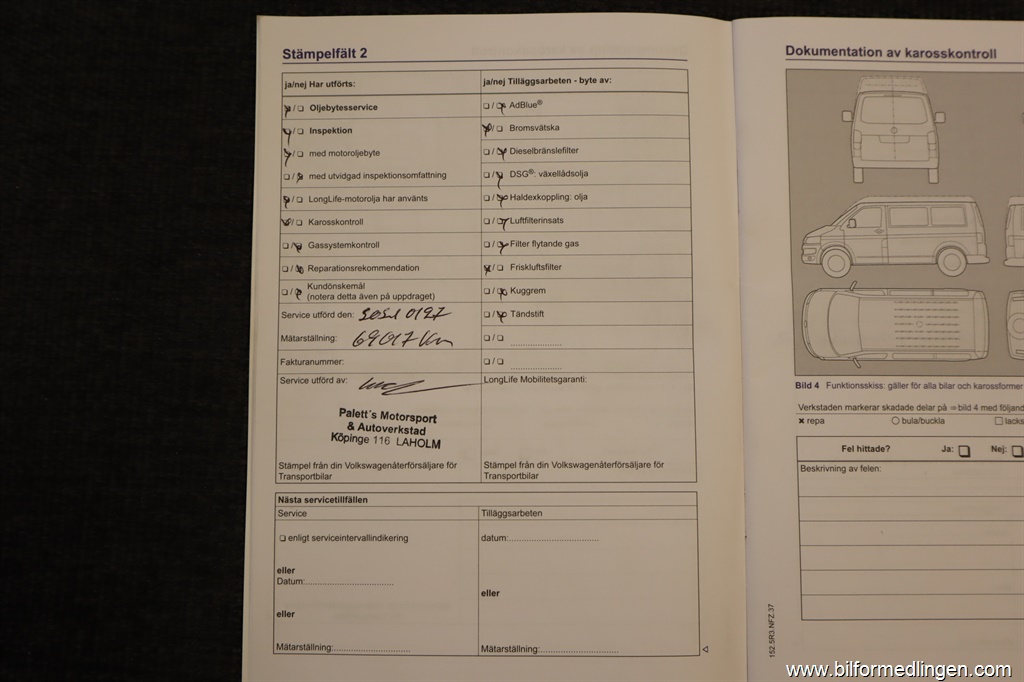 Stämpelfält 2
ja/nej Har utförts:
Oljebytesservice
Inspektion
med motoroljebyte
med utvidgad inspektionsomfattning
LongLife-motorolja har använts
Karosskontroll
Gassystemkontroll
Reparationsrekommendation
Kundönskemål
(notera detta även på uppdraget)
Service utförd den:
Mätarställning: 69017 Km
Fakturanummer:
Service utförd av:
Palett´s Motorsport
& Autoverkstad
Köpinge 116 LAHOLM
Stämpel från din Volkswagenåterförsäljare för
Transportbilar
ja/nej Tilläggsarbeten - byte av:
AdBlue®
Bromsvätska
Dieselbränslefilter
DSG®: växellådsolja
Haldexkoppling: olja
Luftfilterinsats
Filter flytande gas
Friskluftsfilter
Kuggrem
Tändstift
LongLife Mobilitetsgaranti:
Stämpel från din Volkswagenåterförsäljare för
Transportbilar
Nästa servicetillfällen
Service
enligt serviceintervallindikering
eller
Datum:
eller
Mätarställning:
Tilläggsarbeten
datum:
eller
Mätarställning:
Dokumentation av karosskontroll
Bild 4 Funktionsskiss: gäller för alla bilar och karossformer
Verkstaden markerar skadade delar på ⇒ bild 4 med följand
× repa ○ bula/buckla □ lacks
Fel hittade? Ja: Nej:
Beskrivning av felen:
152.5R3.NFZ.37
www.bilformedlingen.com